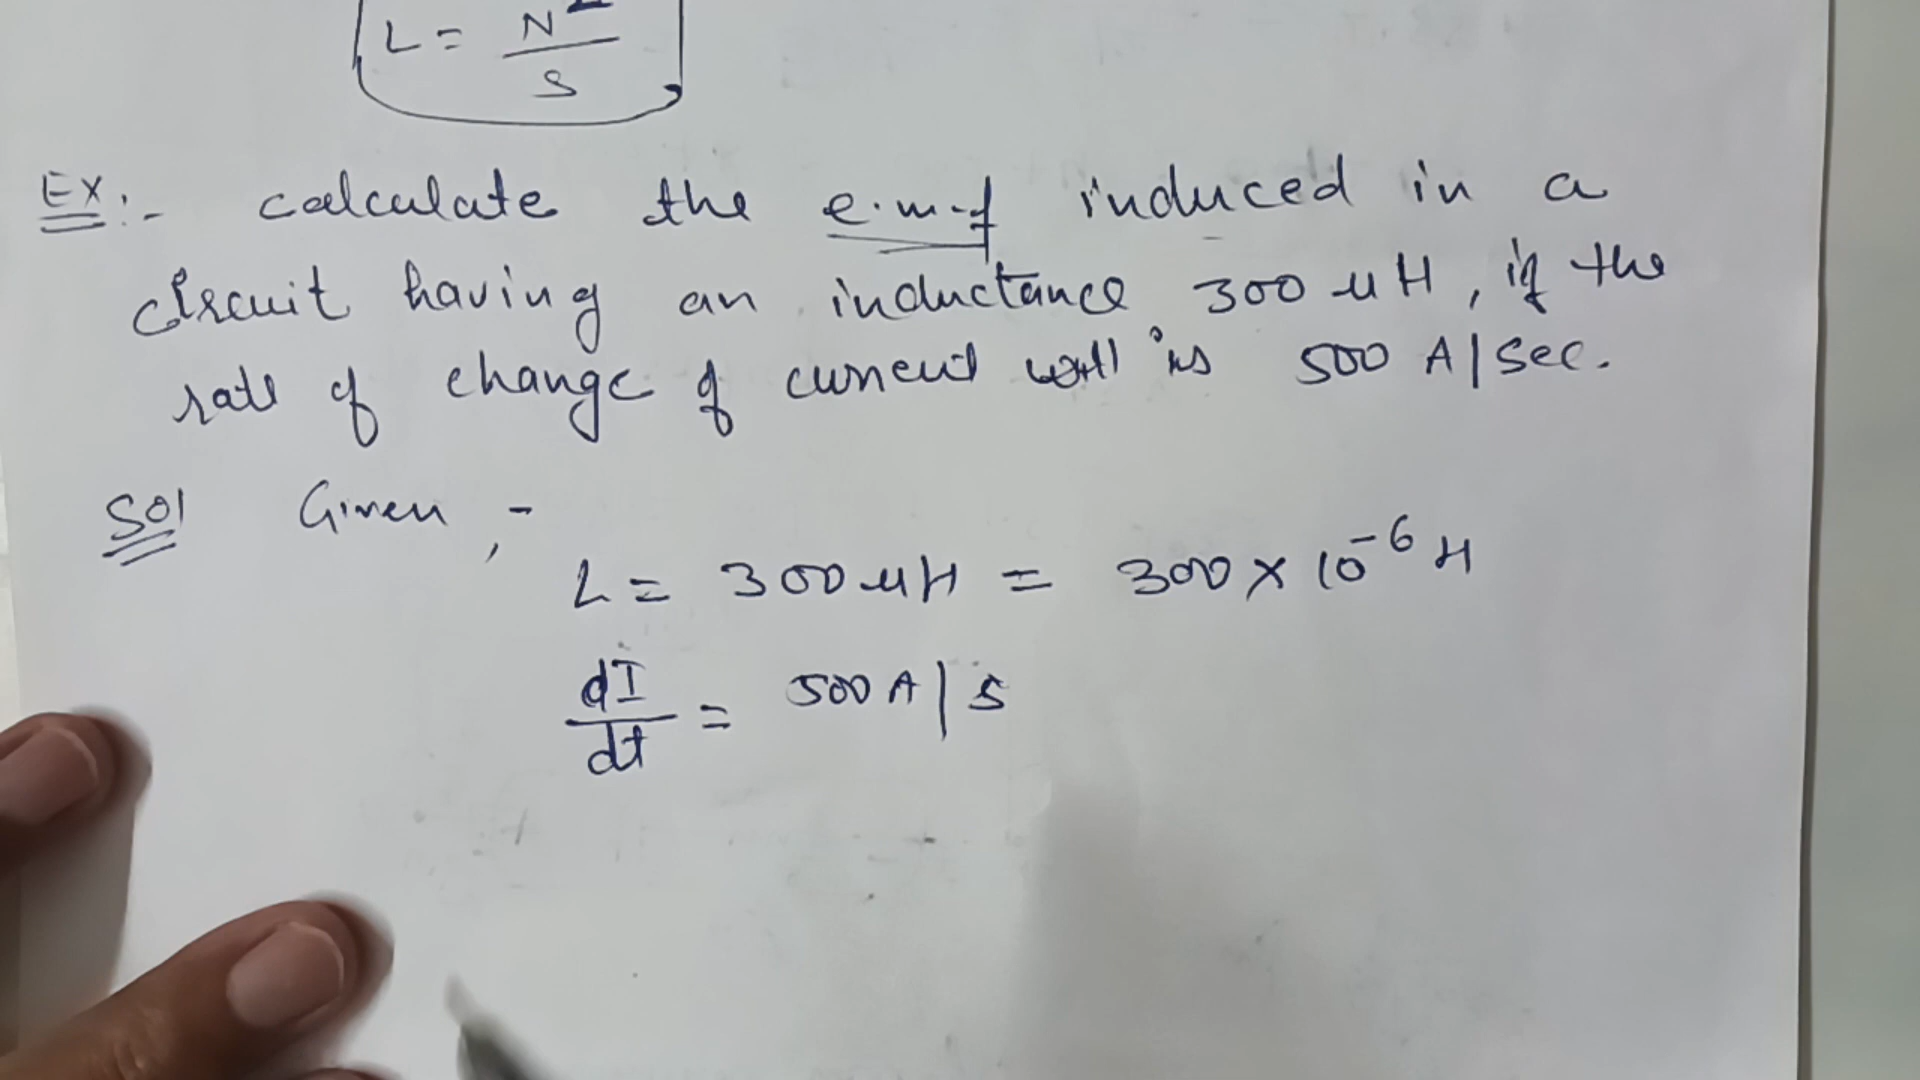 L = N² / S
Ex:- calculate the e.m.f induced in a
circuit having an inductance 300 μH, if the
rate of change of current will is 500 A/sec.
Sol Given,-
L = 300 μH = 300 × 10⁻⁶ H
dI/dt = 500 A/s